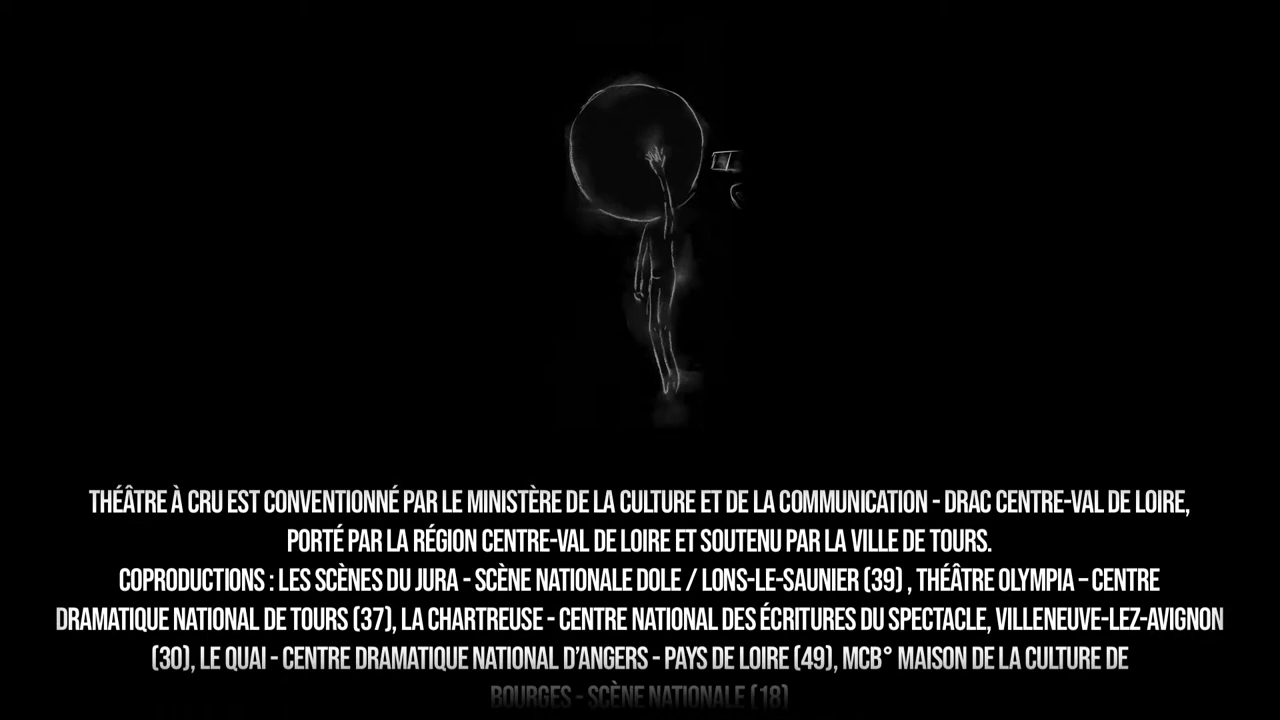 THÉÂTRE À CRU EST CONVENTIONNÉ PAR LE MINISTÈRE DE LA CULTURE ET DE LA COMMUNICATION - DRAC CENTRE-VAL DE LOIRE,
PORTÉ PAR LA RÉGION CENTRE-VAL DE LOIRE ET SOUTENU PAR LA VILLE DE TOURS.
COPRODUCTIONS : LES SCÈNES DU JURA - SCÈNE NATIONALE DOLE / LONS-LE-SAUNIER (39) , THÉÂTRE OLYMPIA – CENTRE
DRAMATIQUE NATIONAL DE TOURS (37), LA CHARTREUSE - CENTRE NATIONAL DES ÉCRITURES DU SPECTACLE, VILLENEUVE-LEZ-AVIGNON
(30), LE QUAI - CENTRE DRAMATIQUE NATIONAL D’ANGERS - PAYS DE LOIRE (49), MCB° MAISON DE LA CULTURE DE
BOURGES - SCÈNE NATIONALE (18)